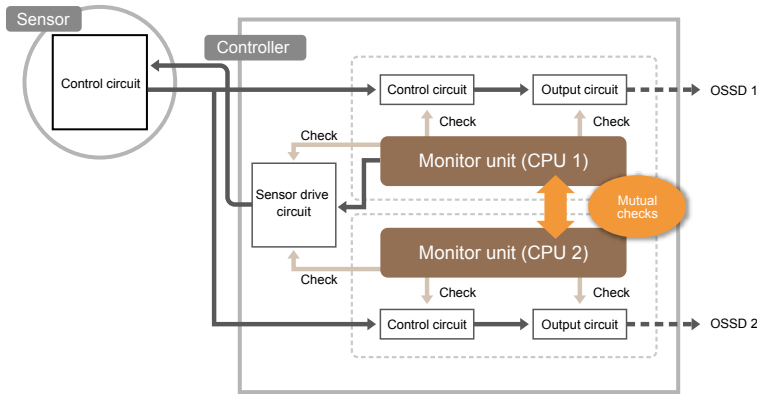 Sensor
Controller
Control circuit
Control circuit
Output circuit
OSSD 1
Check
Check
Check
Monitor unit (CPU 1)
Sensor drive
circuit
Mutual
checks
Monitor unit (CPU 2)
Check
Check
Check
Control circuit
Output circuit
OSSD 2